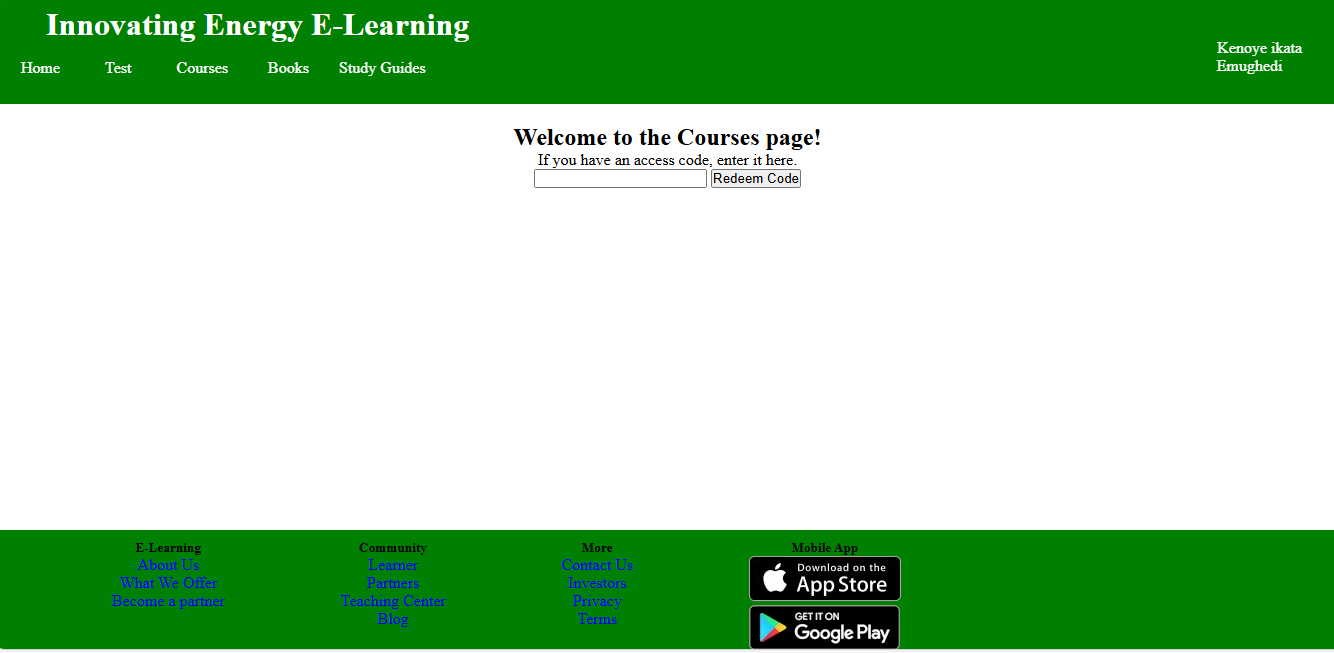 Innovating Energy E-Learning
Home Test Courses Books Study Guides
Kenoye ikata
Emughedi
Welcome to the Courses page!
If you have an access code, enter it here.
Redeem Code
E-Learning
About Us
What We Offer
Become a partner
Community
Learner
Partners
Teaching Center
Blog
More
Contact Us
Investors
Privacy
Terms
Mobile App
Download on the
App Store
GET IT ON
Google Play